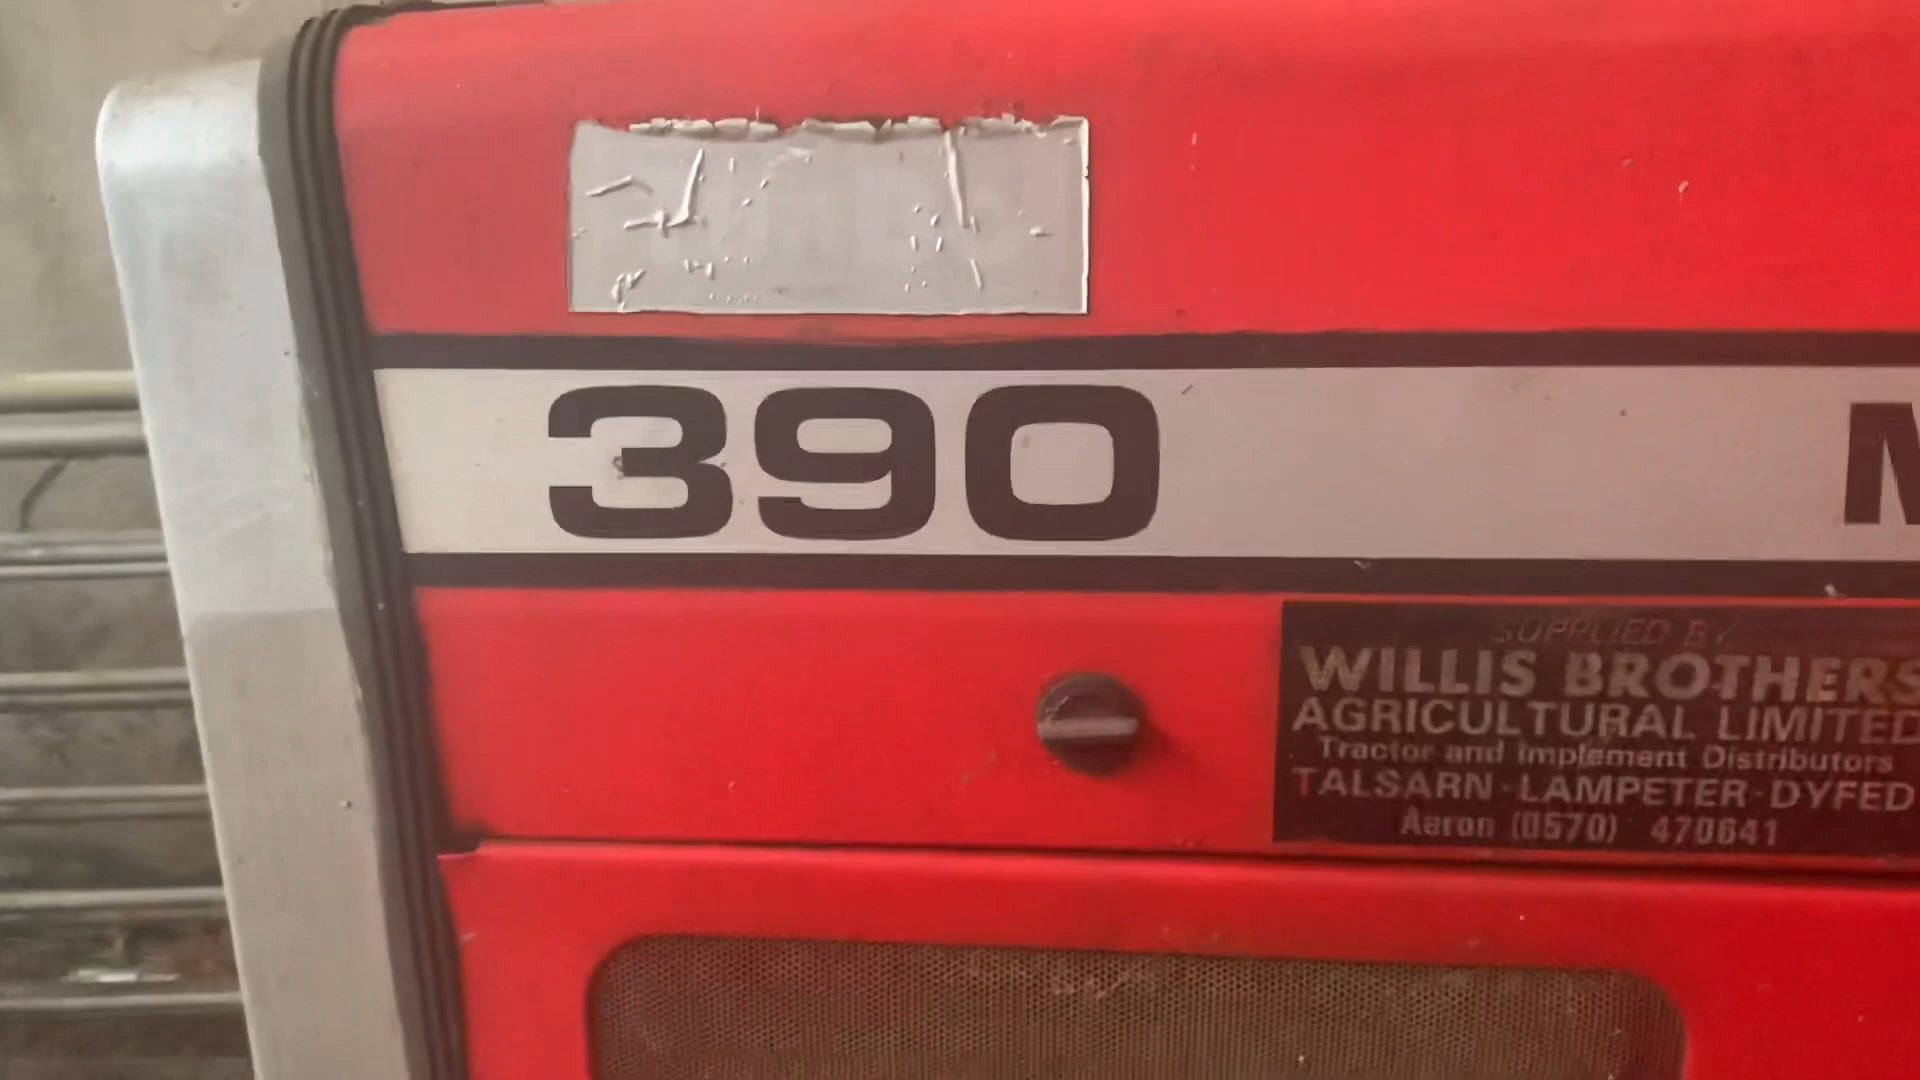 390 M
SUPPLIED BY
WILLIS BROTHERS
AGRICULTURAL LIMITED
Tractor and Implement Distributors
TALSARN · LAMPETER · DYFED
Aeron (0570) 470641